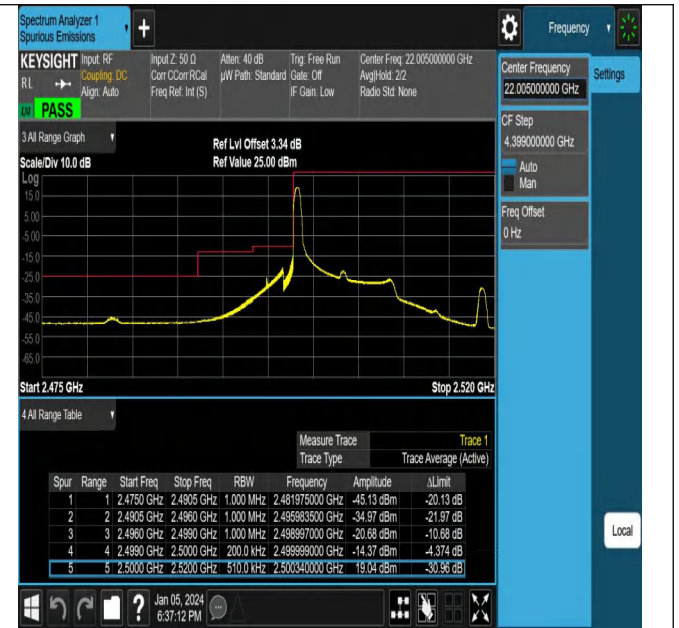 Spectrum Analyzer 1
Spurious Emissions
+
Frequency
KEYSIGHT
RL
Input: RF
Coupling: DC
Align: Auto
Input Z: 50 Ω
Corr CCorr RCal
Freq Ref: Int (S)
Atten: 40 dB
µW Path: Standard
Trig: Free Run
Gate: Off
IF Gain: Low
Center Freq: 22.005000000 GHz
Avg|Hold: 2/2
Radio Std: None
PASS
Center Frequency
22.005000000 GHz
Settings
CF Step
4.399000000 GHz
Auto
Man
Freq Offset
0 Hz
3 All Range Graph
Scale/Div 10.0 dB
Ref Lvl Offset 3.34 dB
Ref Value 25.00 dBm
Log
15.0
5.00
-5.00
-15.0
-25.0
-35.0
-45.0
-55.0
-65.0
Start 2.475 GHz
Stop 2.520 GHz
4 All Range Table
Measure Trace Trace 1
Trace Type Trace Average (Active)
Spur Range Start Freq Stop Freq RBW Frequency Amplitude ΔLimit
1 1 2.4750 GHz 2.4905 GHz 1.000 MHz 2.481975000 GHz -45.13 dBm -20.13 dB
2 2 2.4905 GHz 2.4960 GHz 1.000 MHz 2.495983500 GHz -34.97 dBm -21.97 dB
3 3 2.4960 GHz 2.4990 GHz 1.000 MHz 2.498997000 GHz -20.68 dBm -10.68 dB
4 4 2.4990 GHz 2.5000 GHz 200.0 kHz 2.499999000 GHz -14.37 dBm -4.374 dB
5 5 2.5000 GHz 2.5200 GHz 510.0 kHz 2.500340000 GHz 19.04 dBm -30.96 dB
Local
?
Jan 05, 2024
6:37:12 PM